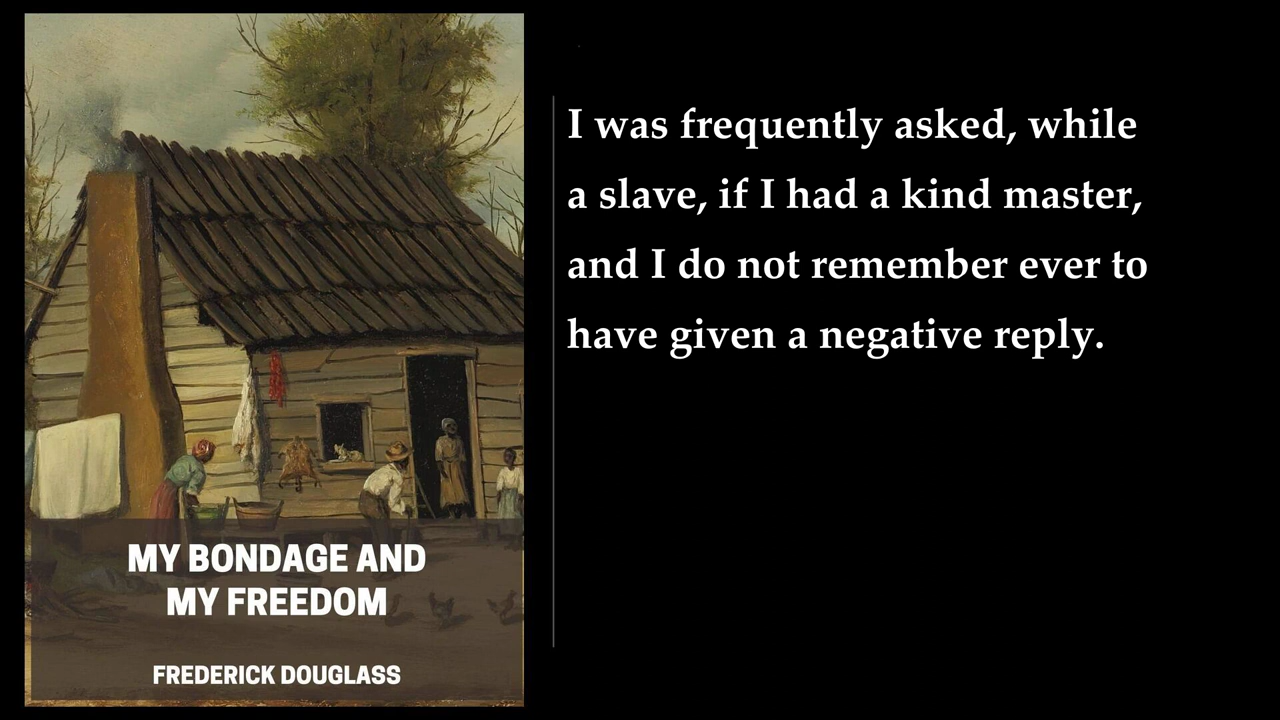 MY BONDAGE AND
MY FREEDOM
FREDERICK DOUGLASS
I was frequently asked, while
a slave, if I had a kind master,
and I do not remember ever to
have given a negative reply.